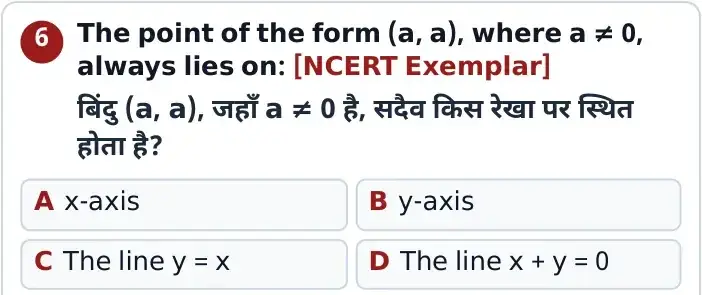 6 The point of the form (a, a), where a ≠ 0,
always lies on: [NCERT Exemplar]
बिंदु (a, a), जहाँ a ≠ 0 है, सदैव किस रेखा पर स्थित
होता है?
A x-axis
B y-axis
C The line y = x
D The line x + y = 0